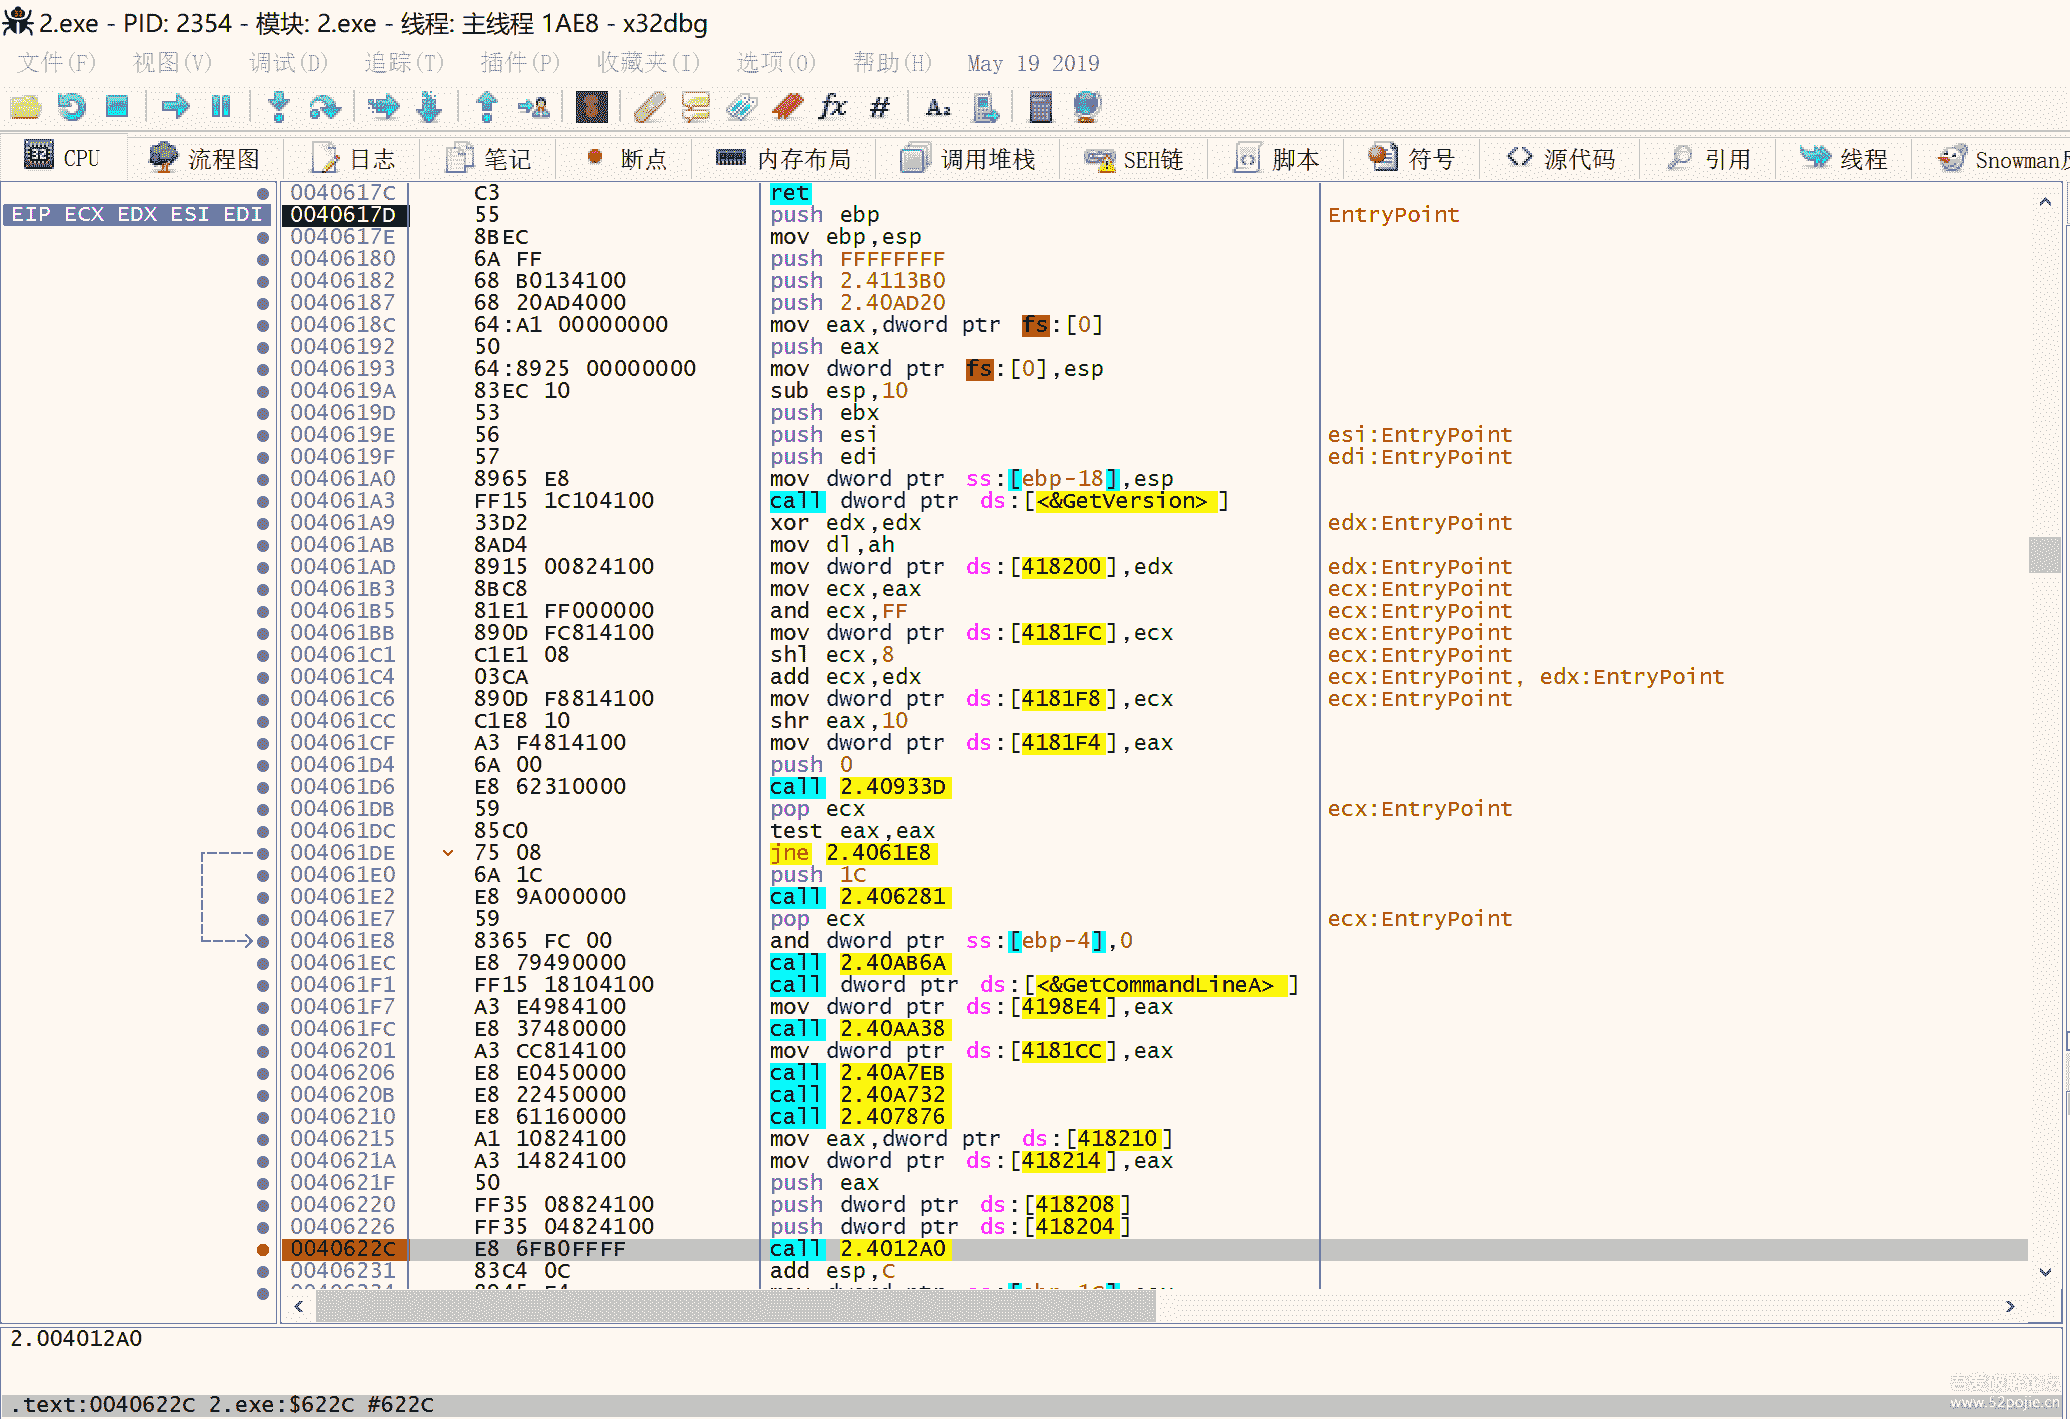 2.exe - PID: 2354 - 模块: 2.exe - 线程: 主线程 1AE8 - x32dbg
文件(F) 视图(V) 调试(D) 追踪(T) 插件(P) 收藏夹(I) 选项(O) 帮助(H) May 19 2019
CPU 流程图 日志 笔记 断点 内存布局 调用堆栈 SEH链 脚本 符号 源代码 引用 线程 Snowman
0040617C C3 ret
EIP ECX EDX ESI EDI 0040617D 55 push ebp EntryPoint
0040617E 8BEC mov ebp,esp
00406180 6A FF push FFFFFFFF
00406182 68 B0134100 push 2.4113B0
00406187 68 20AD4000 push 2.40AD20
0040618C 64:A1 00000000 mov eax,dword ptr fs:[0]
00406192 50 push eax
00406193 64:8925 00000000 mov dword ptr fs:[0],esp
0040619A 83EC 10 sub esp,10
0040619D 53 push ebx
0040619E 56 push esi esi:EntryPoint
0040619F 57 push edi edi:EntryPoint
004061A0 8965 E8 mov dword ptr ss:[ebp-18],esp
004061A3 FF15 1C104100 call dword ptr ds:[<&GetVersion>]
004061A9 33D2 xor edx,edx edx:EntryPoint
004061AB 8AD4 mov dl,ah
004061AD 8915 00824100 mov dword ptr ds:[418200],edx edx:EntryPoint
004061B3 8BC8 mov ecx,eax ecx:EntryPoint
004061B5 81E1 FF000000 and ecx,FF ecx:EntryPoint
004061BB 890D FC814100 mov dword ptr ds:[4181FC],ecx ecx:EntryPoint
004061C1 C1E1 08 shl ecx,8 ecx:EntryPoint
004061C4 03CA add ecx,edx ecx:EntryPoint, edx:EntryPoint
004061C6 890D F8814100 mov dword ptr ds:[4181F8],ecx ecx:EntryPoint
004061CC C1E8 10 shr eax,10
004061CF A3 F4814100 mov dword ptr ds:[4181F4],eax
004061D4 6A 00 push 0
004061D6 E8 62310000 call 2.40933D
004061DB 59 pop ecx ecx:EntryPoint
004061DC 85C0 test eax,eax
004061DE 75 08 jne 2.4061E8
004061E0 6A 1C push 1C
004061E2 E8 9A000000 call 2.406281
004061E7 59 pop ecx ecx:EntryPoint
004061E8 8365 FC 00 and dword ptr ss:[ebp-4],0
004061EC E8 79490000 call 2.40AB6A
004061F1 FF15 18104100 call dword ptr ds:[<&GetCommandLineA>]
004061F7 A3 E4984100 mov dword ptr ds:[4198E4],eax
004061FC E8 37480000 call 2.40AA38
00406201 A3 CC814100 mov dword ptr ds:[4181CC],eax
00406206 E8 E0450000 call 2.40A7EB
0040620B E8 22450000 call 2.40A732
00406210 E8 61160000 call 2.407876
00406215 A1 10824100 mov eax,dword ptr ds:[418210]
0040621A A3 14824100 mov dword ptr ds:[418214],eax
0040621F 50 push eax
00406220 FF35 08824100 push dword ptr ds:[418208]
00406226 FF35 04824100 push dword ptr ds:[418204]
0040622C E8 6FB0FFFF call 2.4012A0
00406231 83C4 0C add esp,C
2.004012A0
.text:0040622C 2.exe:$622C #622C
www.52pojie.cn